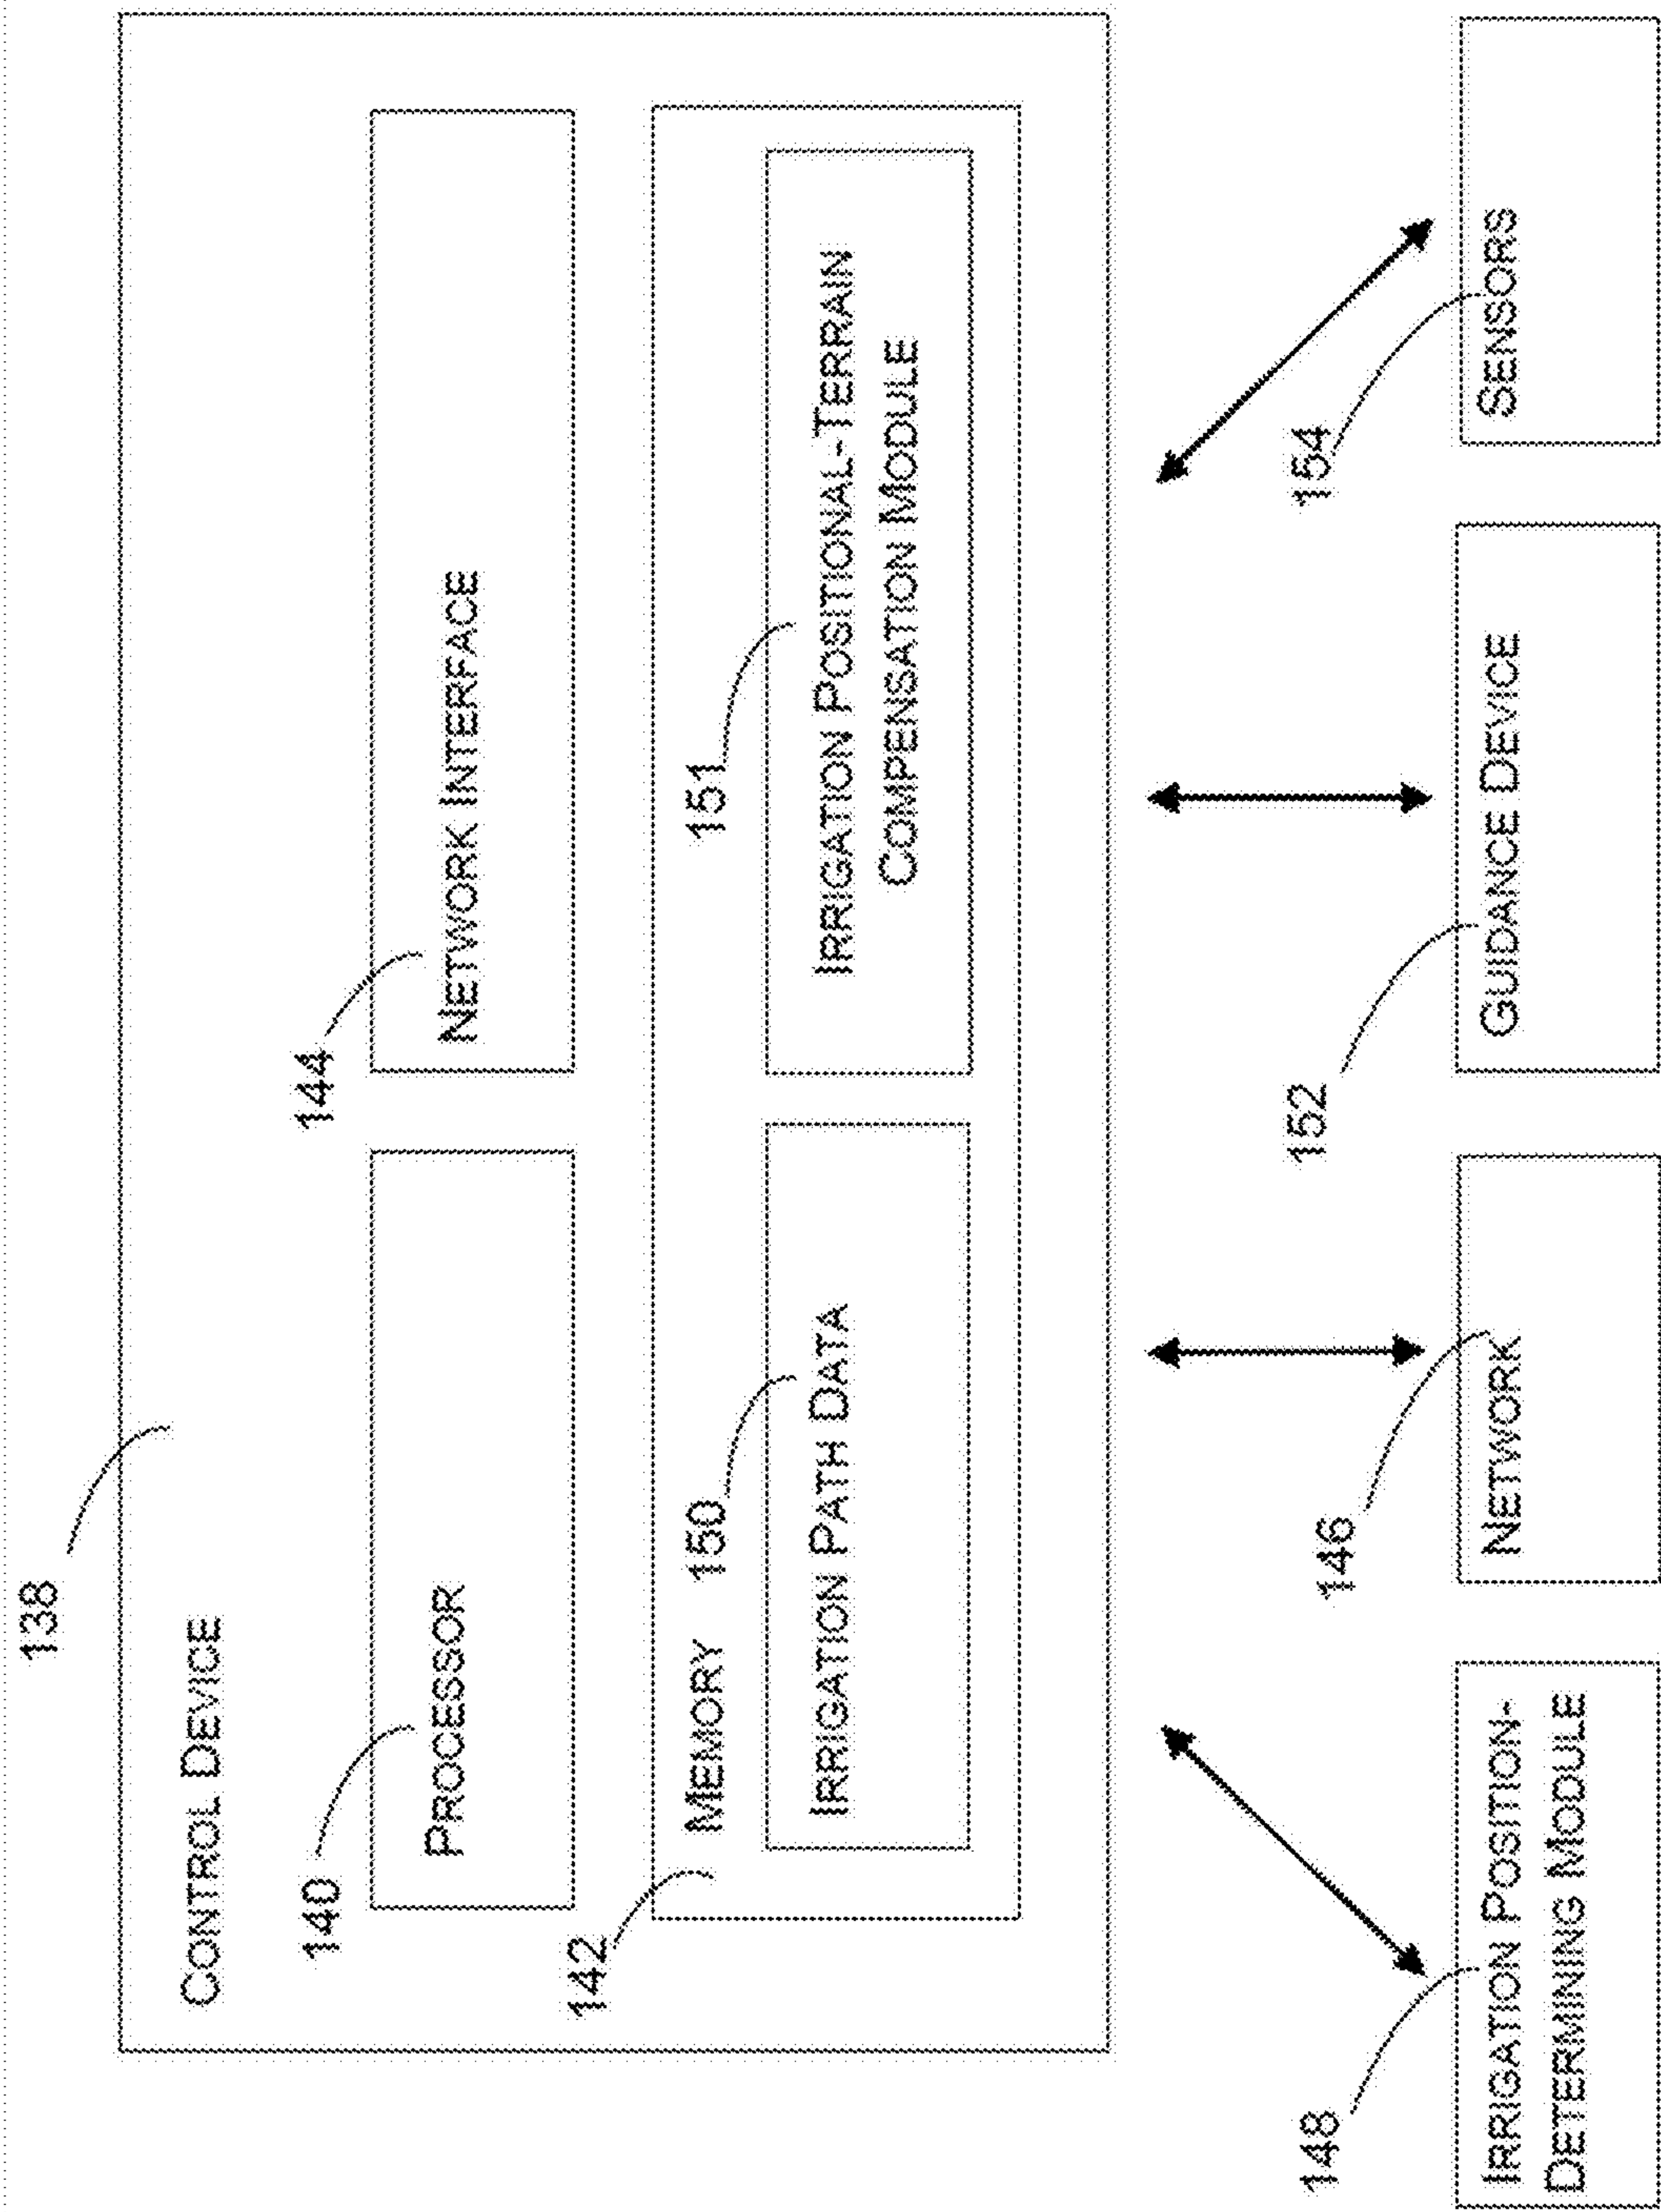 138
CONTROL DEVICE
140
PROCESSOR
144
NETWORK INTERFACE
142
MEMORY
150
IRRIGATION PATH DATA
151
IRRIGATION POSITIONAL-TERRAIN
COMPENSATION MODULE
148
IRRIGATION POSITION-
DETERMINING MODULE
146
NETWORK
152
GUIDANCE DEVICE
154
SENSORS